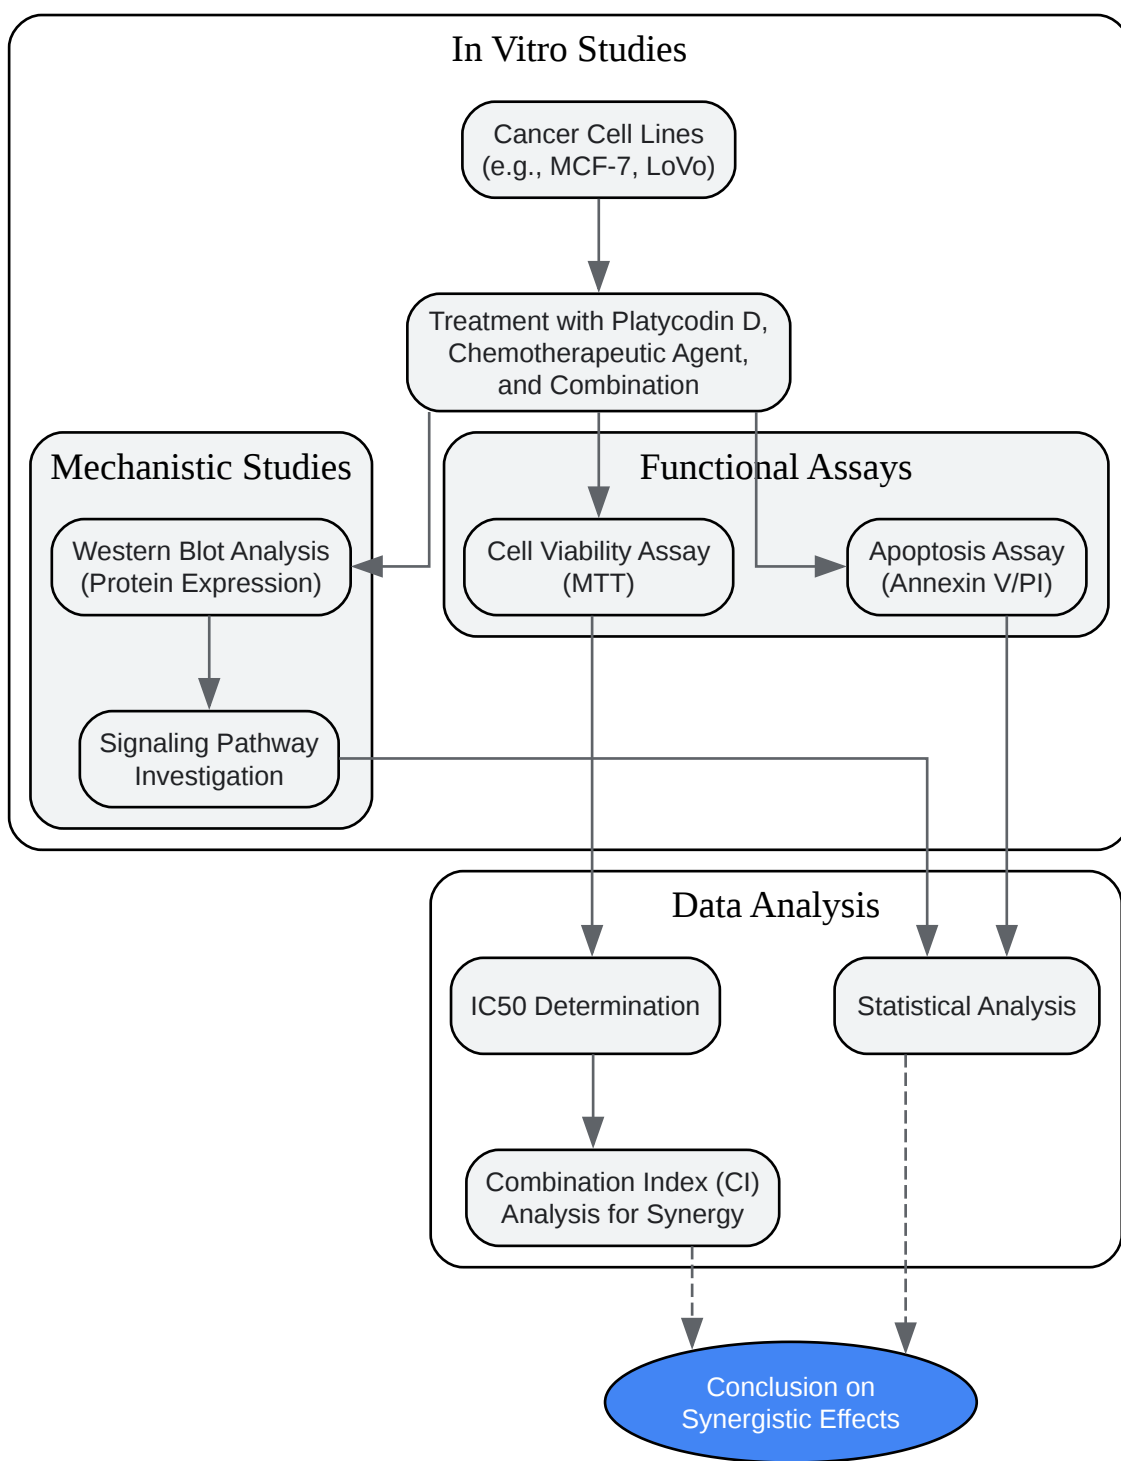 In Vitro Studies
Cancer Cell Lines
(e.g., MCF-7, LoVo)
Treatment with Platycodin D,
Chemotherapeutic Agent,
and Combination
Mechanistic Studies
Western Blot Analysis
(Protein Expression)
Signaling Pathway
Investigation
Functional Assays
Cell Viability Assay
(MTT)
Apoptosis Assay
(Annexin V/PI)
Data Analysis
IC50 Determination
Statistical Analysis
Combination Index (CI)
Analysis for Synergy
Conclusion on
Synergistic Effects